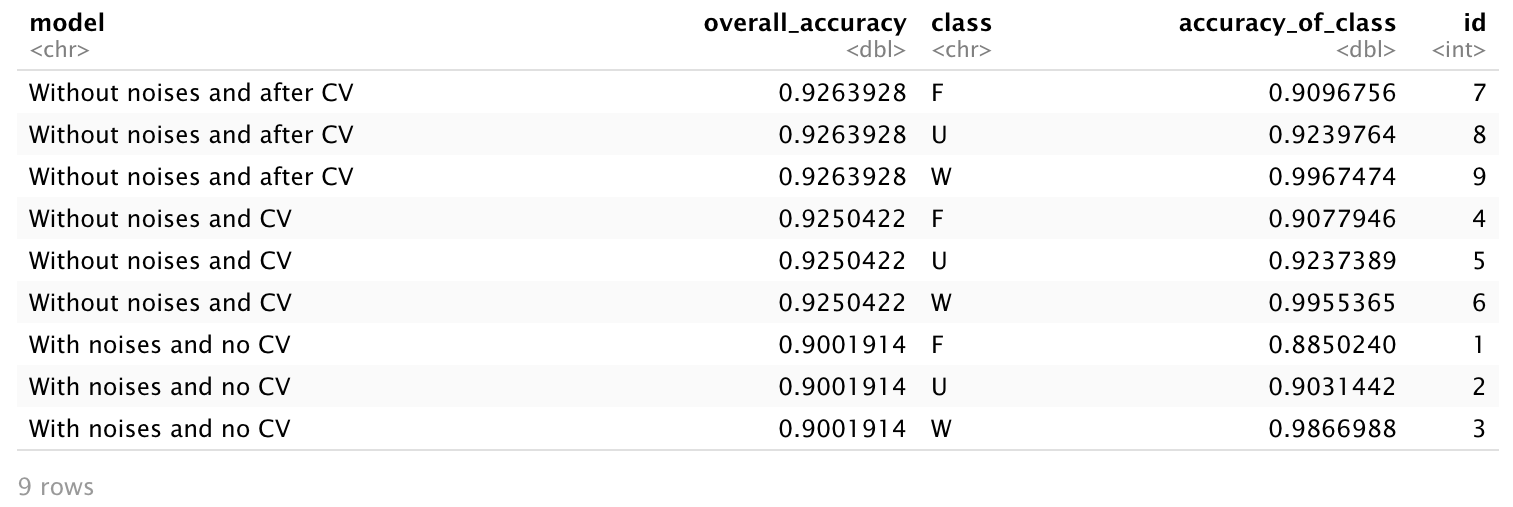 model overall_accuracy class accuracy_of_class id
<chr> <dbl> <chr> <dbl> <int>
Without noises and after CV 0.9263928 F 0.9096756 7
Without noises and after CV 0.9263928 U 0.9239764 8
Without noises and after CV 0.9263928 W 0.9967474 9
Without noises and CV 0.9250422 F 0.9077946 4
Without noises and CV 0.9250422 U 0.9237389 5
Without noises and CV 0.9250422 W 0.9955365 6
With noises and no CV 0.9001914 F 0.8850240 1
With noises and no CV 0.9001914 U 0.9031442 2
With noises and no CV 0.9001914 W 0.9866988 3
9 rows